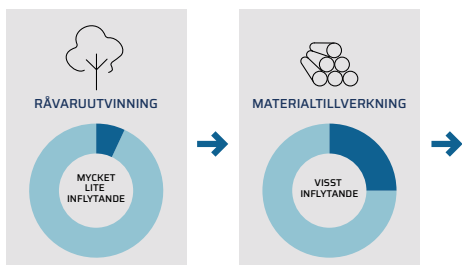 RÅVARUUTVINNING
MYCKET
LITE
INFLYTANDE
MATERIALTILLVERKNING
VISST
INFLYTANDE